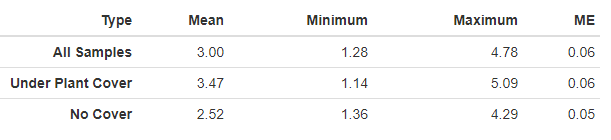 Type Mean Minimum Maximum ME
All Samples 3.00 1.28 4.78 0.06
Under Plant Cover 3.47 1.14 5.09 0.06
No Cover 2.52 1.36 4.29 0.05